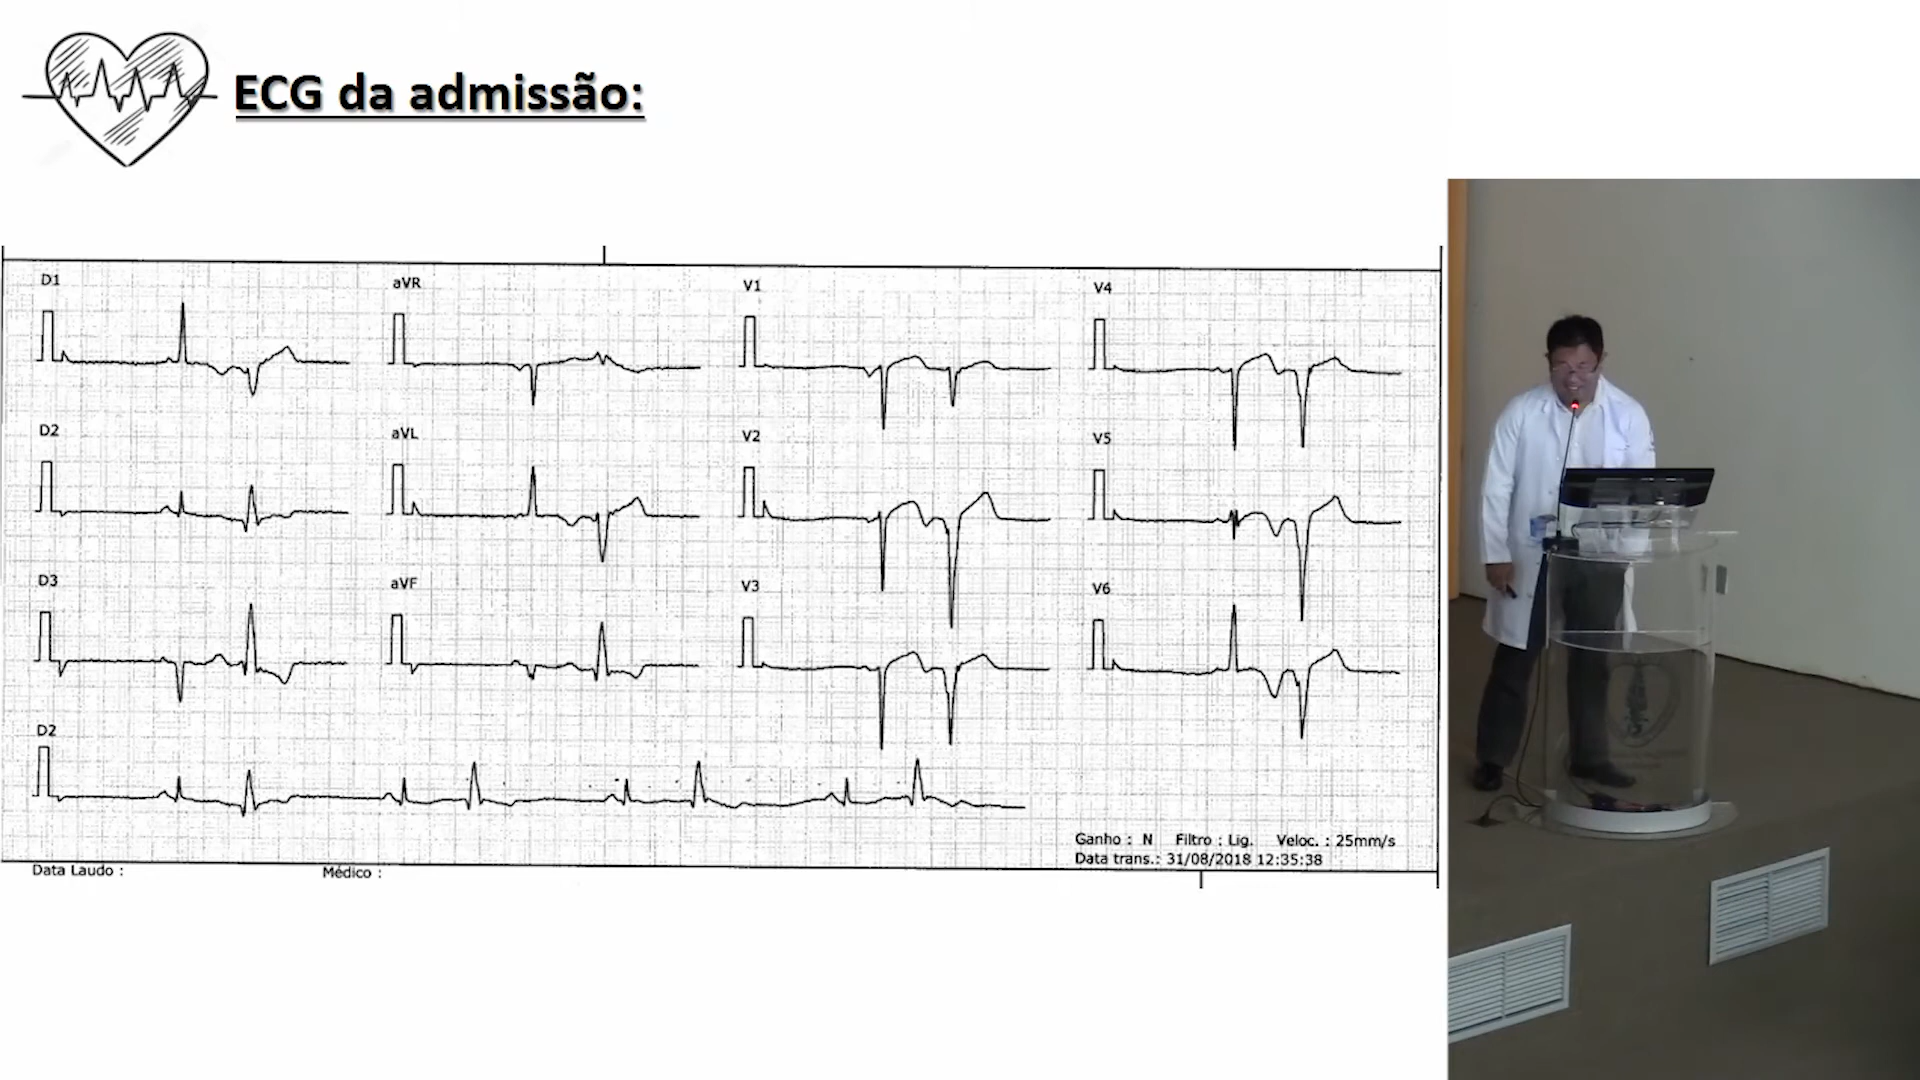 ECG da admissão:
D1 aVR V1 V4
D2 aVL V2 V5
D3 aVF V3 V6
D2
Ganho : N Filtro : Lig. Veloc. : 25mm/s
Data trans.: 31/08/2018 12:35:38
Data Laudo : Médico :